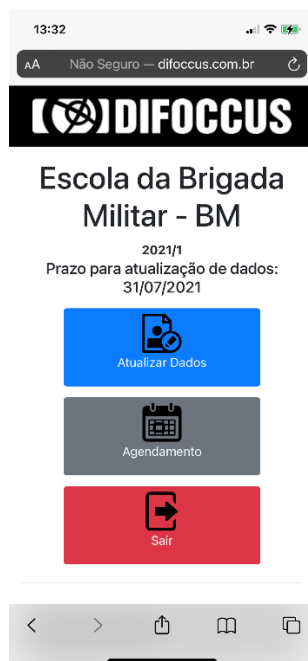 13:32
AA Não Seguro — difoccus.com.br
DIFOCCUS
Escola da Brigada
Militar - BM
2021/1
Prazo para atualização de dados:
31/07/2021
Atualizar Dados
Agendamento
Sair